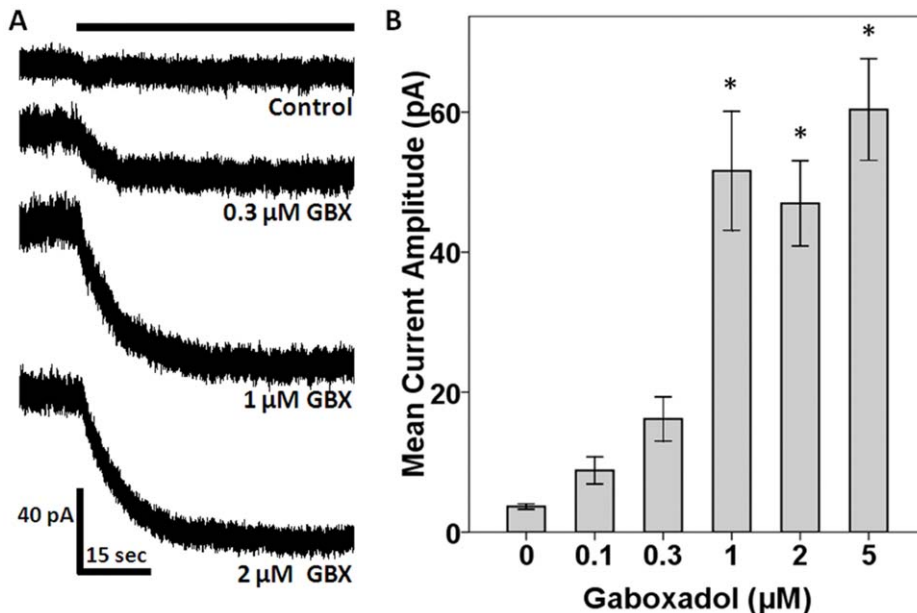 A
Control
0.3 µM GBX
1 µM GBX
2 µM GBX
40 pA
15 sec
B
Mean Current Amplitude (pA)
60
40
20
0
* * *
0 0.1 0.3 1 2 5
Gaboxadol (µM)